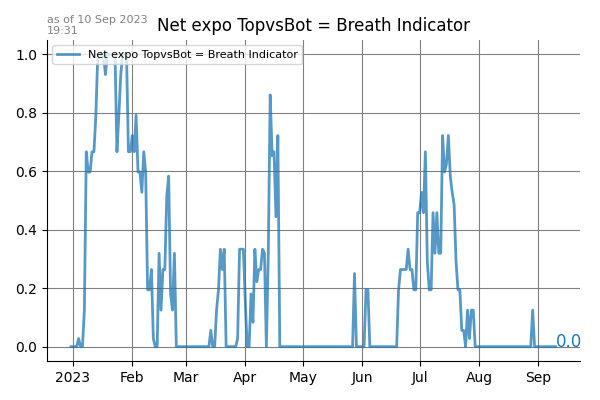 as of 10 Sep 2023
19:31
Net expo TopvsBot = Breath Indicator
Net expo TopvsBot = Breath Indicator
1.0
0.8
0.6
0.4
0.2
0.0
0.0
2023 Feb Mar Apr May Jun Jul Aug Sep